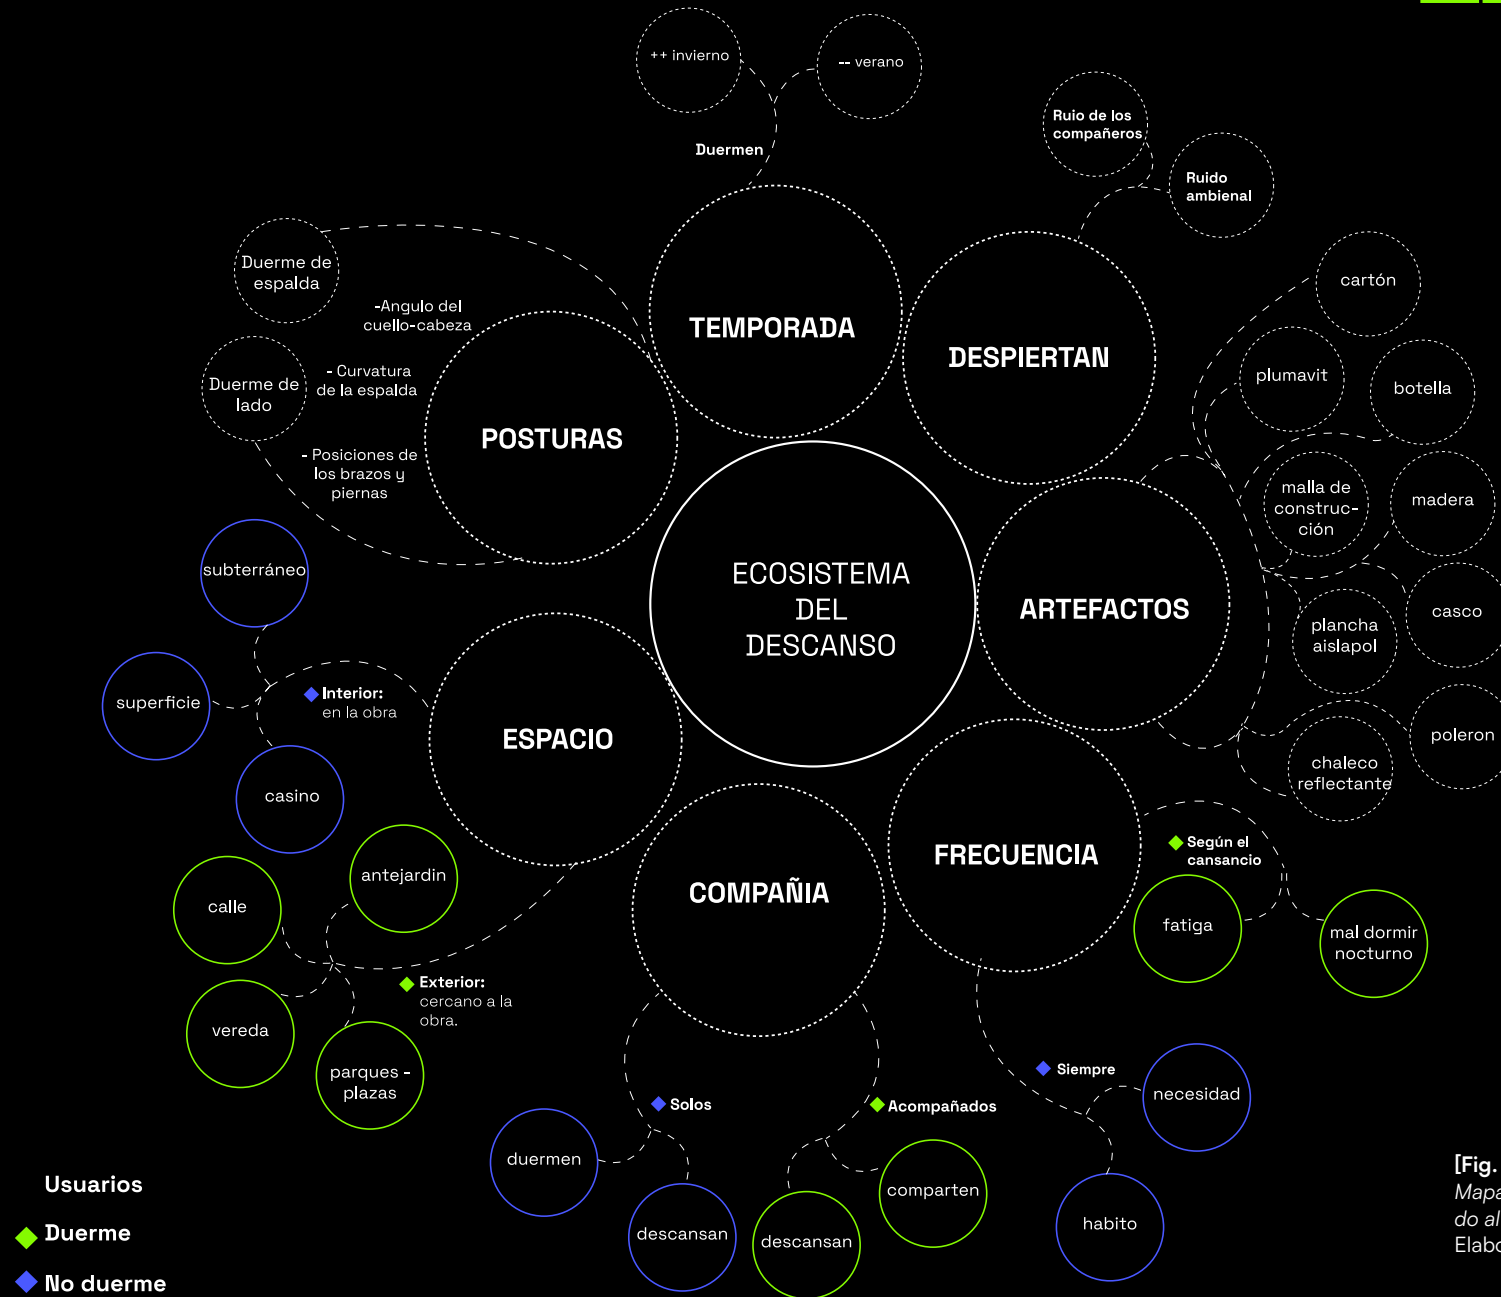 ++ invierno
-- verano
Duermen
TEMPORADA
Ruio de los
compañeros
Ruido
ambienal
DESPIERTAN
Duerme de
espalda
Duerme de
lado
-Angulo del
cuello-cabeza
- Curvatura
de la espalda
- Posiciones de
los brazos y
piernas
POSTURAS
ECOSISTEMA
DEL
DESCANSO
cartón
plumavit
botella
malla de
construc-
ción
madera
plancha
aislapol
casco
chaleco
reflectante
poleron
ARTEFACTOS
subterráneo
superficie
casino
Interior:
en la obra
ESPACIO
antejardin
calle
vereda
parques -
plazas
Exterior:
cercano a la
obra.
COMPAÑIA
Solos
duermen
descansan
Acompañados
descansan
comparten
FRECUENCIA
Según el
cansancio
fatiga
mal dormir
nocturno
Siempre
necesidad
habito
Usuarios
Duerme
No duerme
[Fig.
Mapa
do al
Elabo